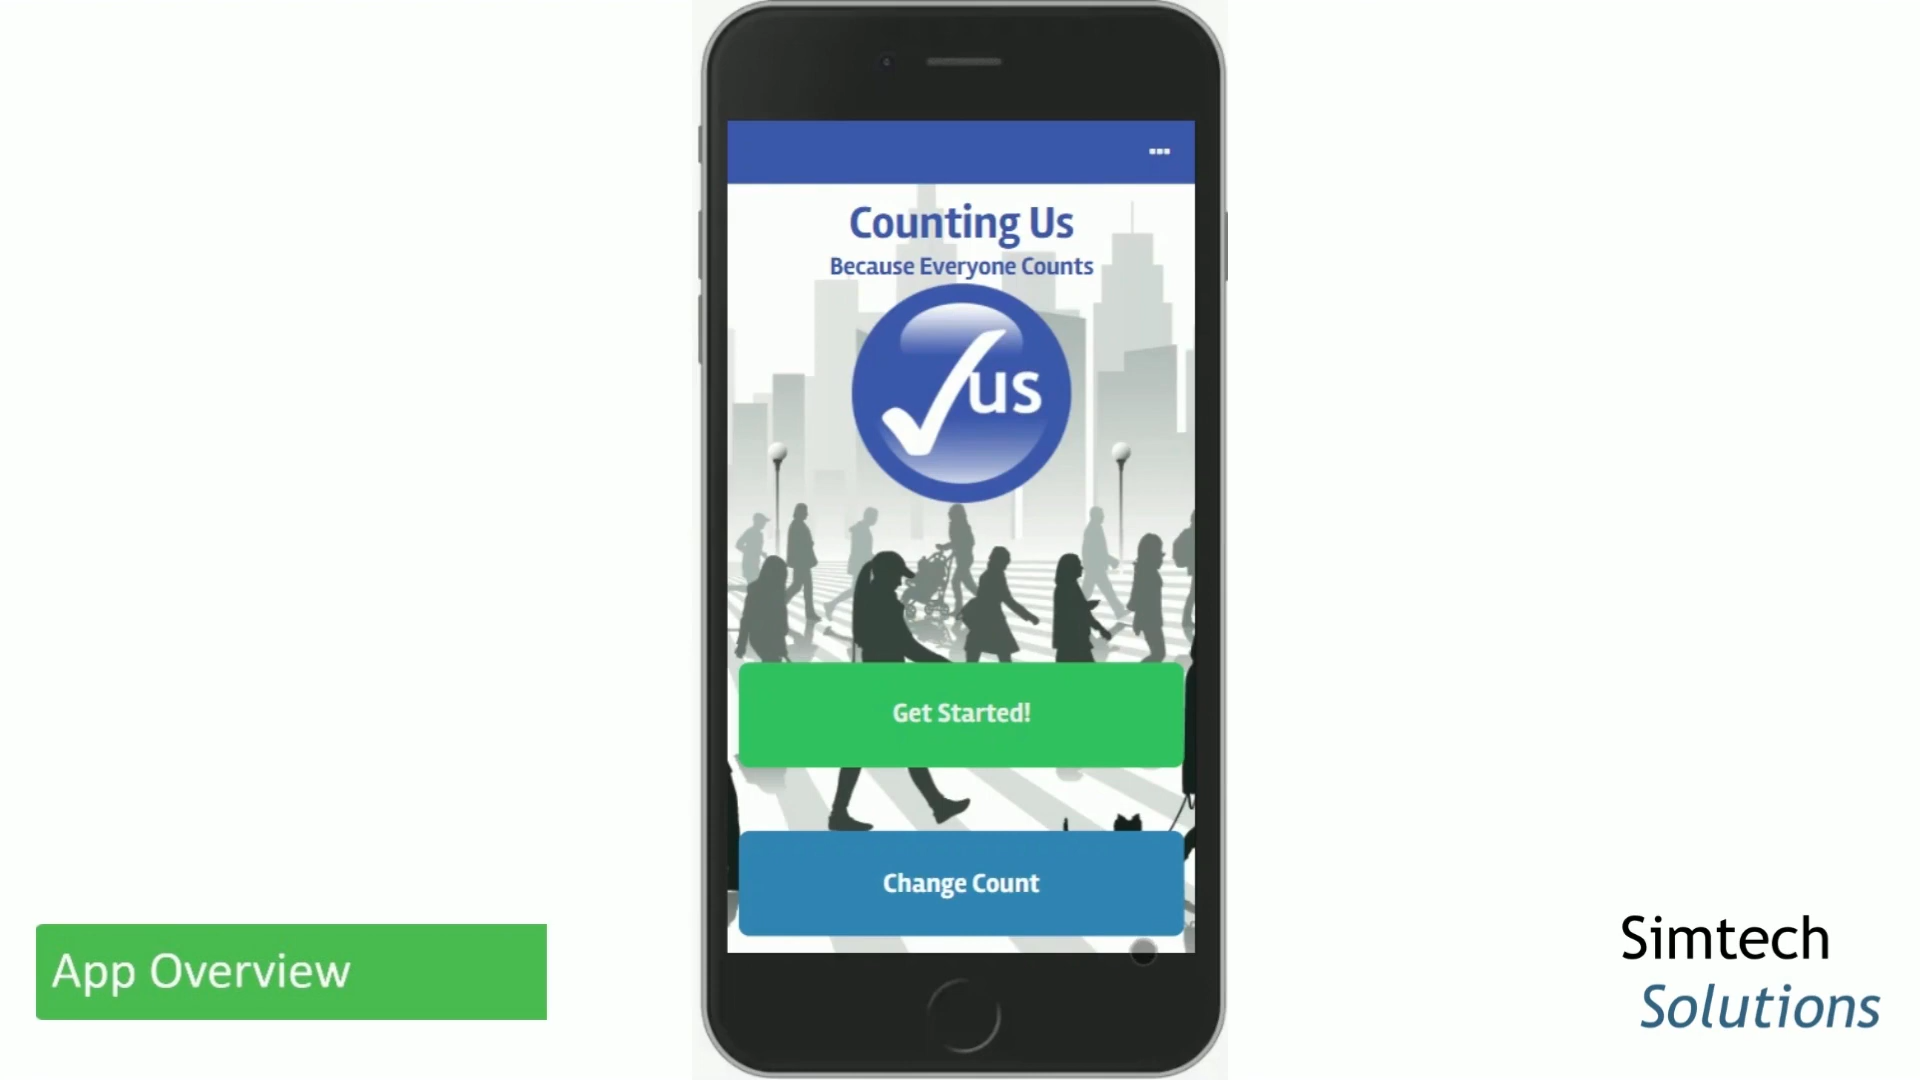 Counting Us
Because Everyone Counts
us
Get Started!
Change Count
App Overview
Simtech
Solutions